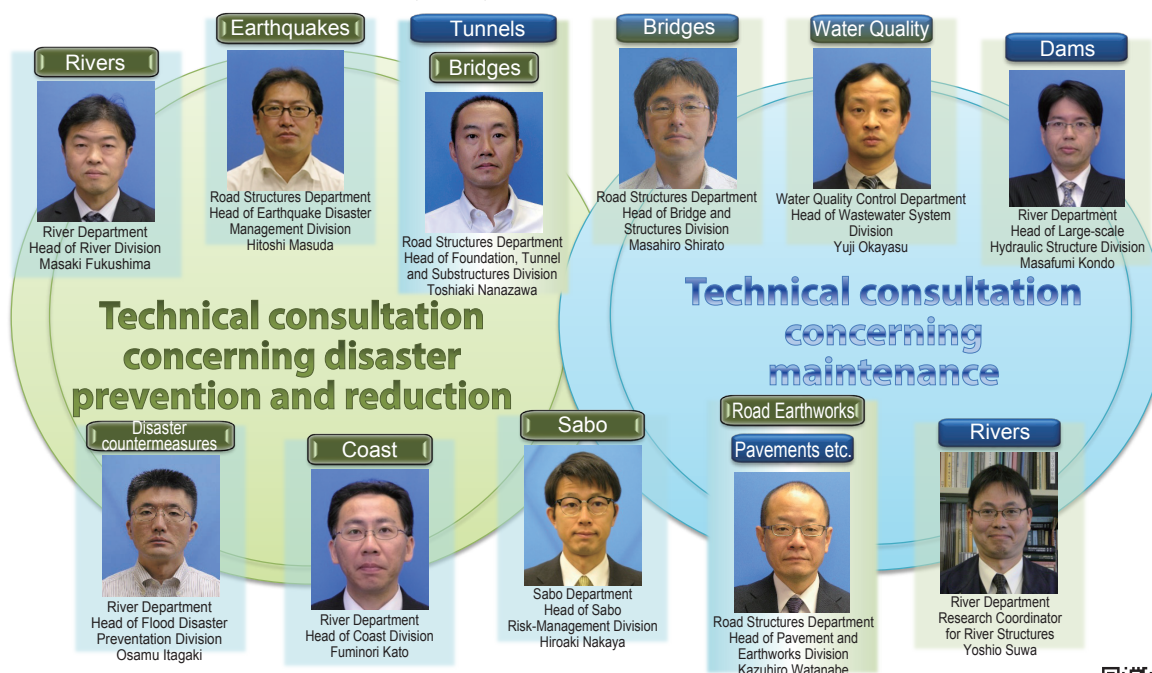 Rivers
River Department
Head of River Division
Masaki Fukushima
Earthquakes
Road Structures Department
Head of Earthquake Disaster
Management Division
Hitoshi Masuda
Tunnels
Bridges
Road Structures Department
Head of Foundation, Tunnel
and Substructures Division
Toshiaki Nanazawa
Bridges
Road Structures Department
Head of Bridge and
Structures Division
Masahiro Shirato
Water Quality
Water Quality Control Department
Head of Wastewater System
Division
Yuji Okayasu
Dams
River Department
Head of Large-scale
Hydraulic Structure Division
Masafumi Kondo
Technical consultation
concerning disaster
prevention and reduction
Technical consultation
concerning
maintenance
Disaster
countermeasures
River Department
Head of Flood Disaster
Preventation Division
Osamu Itagaki
Coast
River Department
Head of Coast Division
Fuminori Kato
Sabo
Sabo Department
Head of Sabo
Risk-Management Division
Hiroaki Nakaya
Road Earthworks
Pavements etc.
Road Structures Department
Head of Pavement and
Earthworks Division
Kazuhiro Watanabe
Rivers
River Department
Research Coordinator
for River Structures
Yoshio Suwa